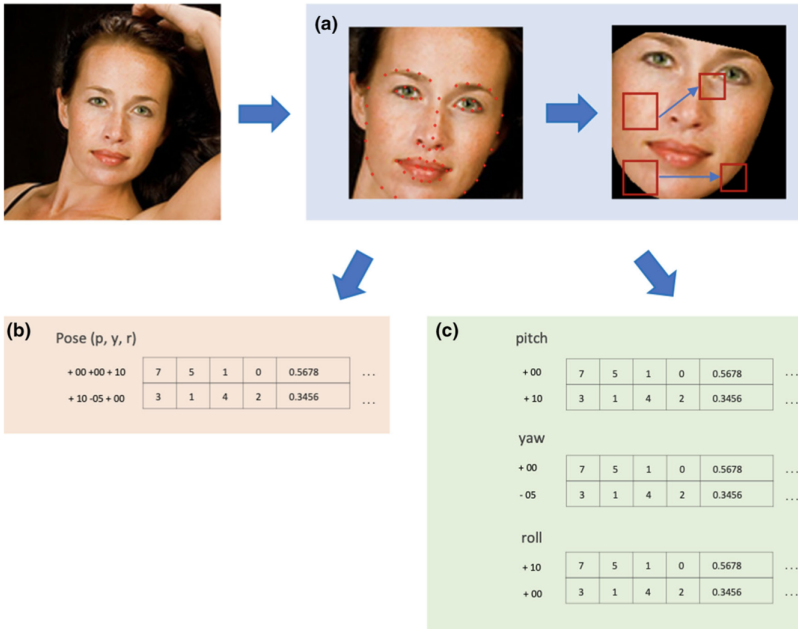 (a)
(b)
Pose (p, y, r)
+ 00 +00 + 10 7 5 1 0 0.5678 ...
+ 10 -05 + 00 3 1 4 2 0.3456 ...
(c)
pitch
+ 00 7 5 1 0 0.5678 ...
+ 10 3 1 4 2 0.3456 ...
yaw
+ 00 7 5 1 0 0.5678 ...
- 05 3 1 4 2 0.3456 ...
roll
+ 10 7 5 1 0 0.5678 ...
+ 00 3 1 4 2 0.3456 ...